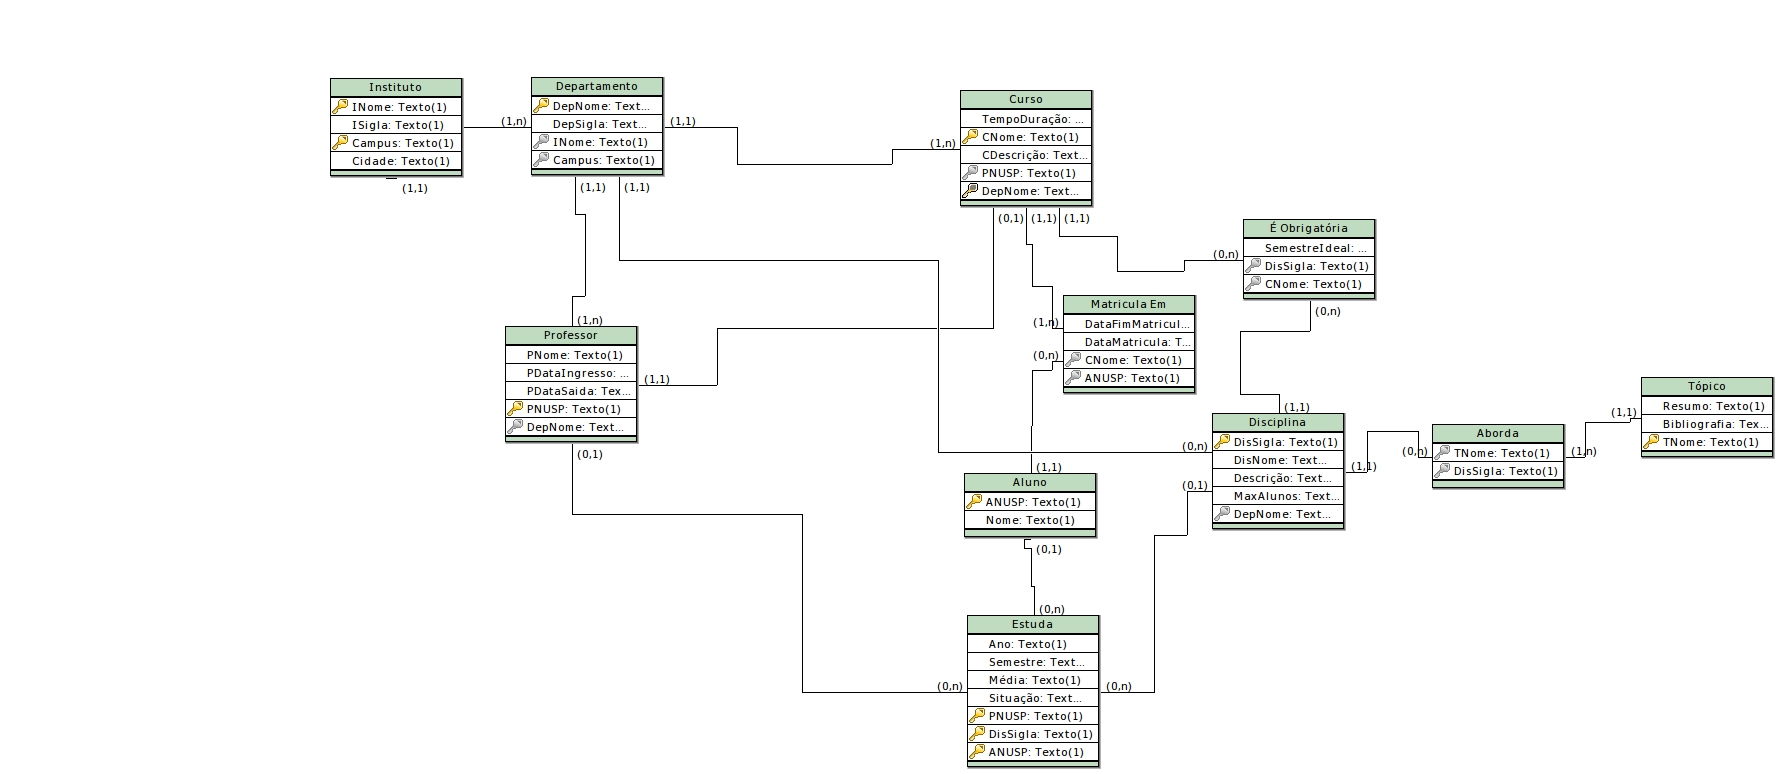 Instituto
INome: Texto(1)
ISigla: Texto(1)
Campus: Texto(1)
Cidade: Texto(1)
(1,1)
(1,n)
Departamento
DepNome: Text...
DepSigla: Text...
INome: Texto(1)
Campus: Texto(1)
(1,1)
(1,1)
(1,1)
(1,n)
Curso
TempoDuração: ...
CNome: Texto(1)
CDescrição: Text...
PNUSP: Texto(1)
DepNome: Text...
(0,1)
(1,1)
(1,1)
(0,n)
É Obrigatória
SemestreIdeal: ...
DisSigla: Texto(1)
CNome: Texto(1)
(0,n)
(1,n)
Professor
PNome: Texto(1)
PDataIngresso: ...
PDataSaida: Tex...
PNUSP: Texto(1)
DepNome: Text...
(1,1)
(0,1)
(1,n)
(0,n)
Matricula Em
DataFimMatricul...
DataMatricula: T...
CNome: Texto(1)
ANUSP: Texto(1)
(1,1)
Aluno
ANUSP: Texto(1)
Nome: Texto(1)
(0,1)
(1,1)
(0,n)
(0,1)
Disciplina
DisSigla: Texto(1)
DisNome: Text...
Descrição: Text...
MaxAlunos: Text...
DepNome: Text...
(1,1)
(0,n)
Aborda
TNome: Texto(1)
DisSigla: Texto(1)
(1,n)
(1,1)
Tópico
Resumo: Texto(1)
Bibliografia: Tex...
TNome: Texto(1)
(0,n)
(0,n)
Estuda
Ano: Texto(1)
Semestre: Text...
Média: Texto(1)
Situação: Text...
PNUSP: Texto(1)
DisSigla: Texto(1)
ANUSP: Texto(1)
(0,n)